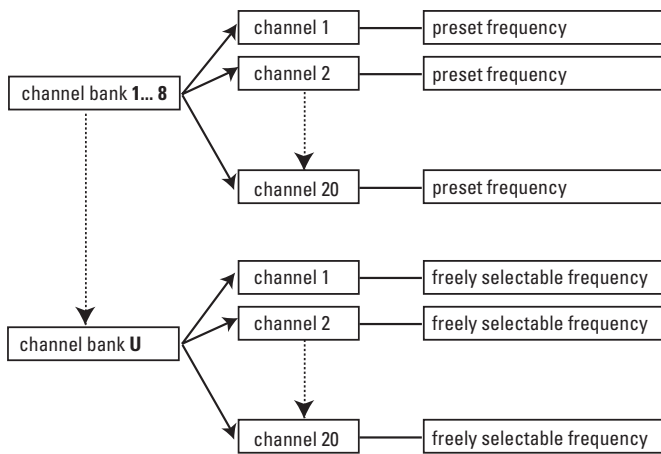 channel 1 preset frequency
channel 2 preset frequency
channel bank 1... 8
channel 20 preset frequency
channel 1 freely selectable frequency
channel 2 freely selectable frequency
channel bank U
channel 20 freely selectable frequency